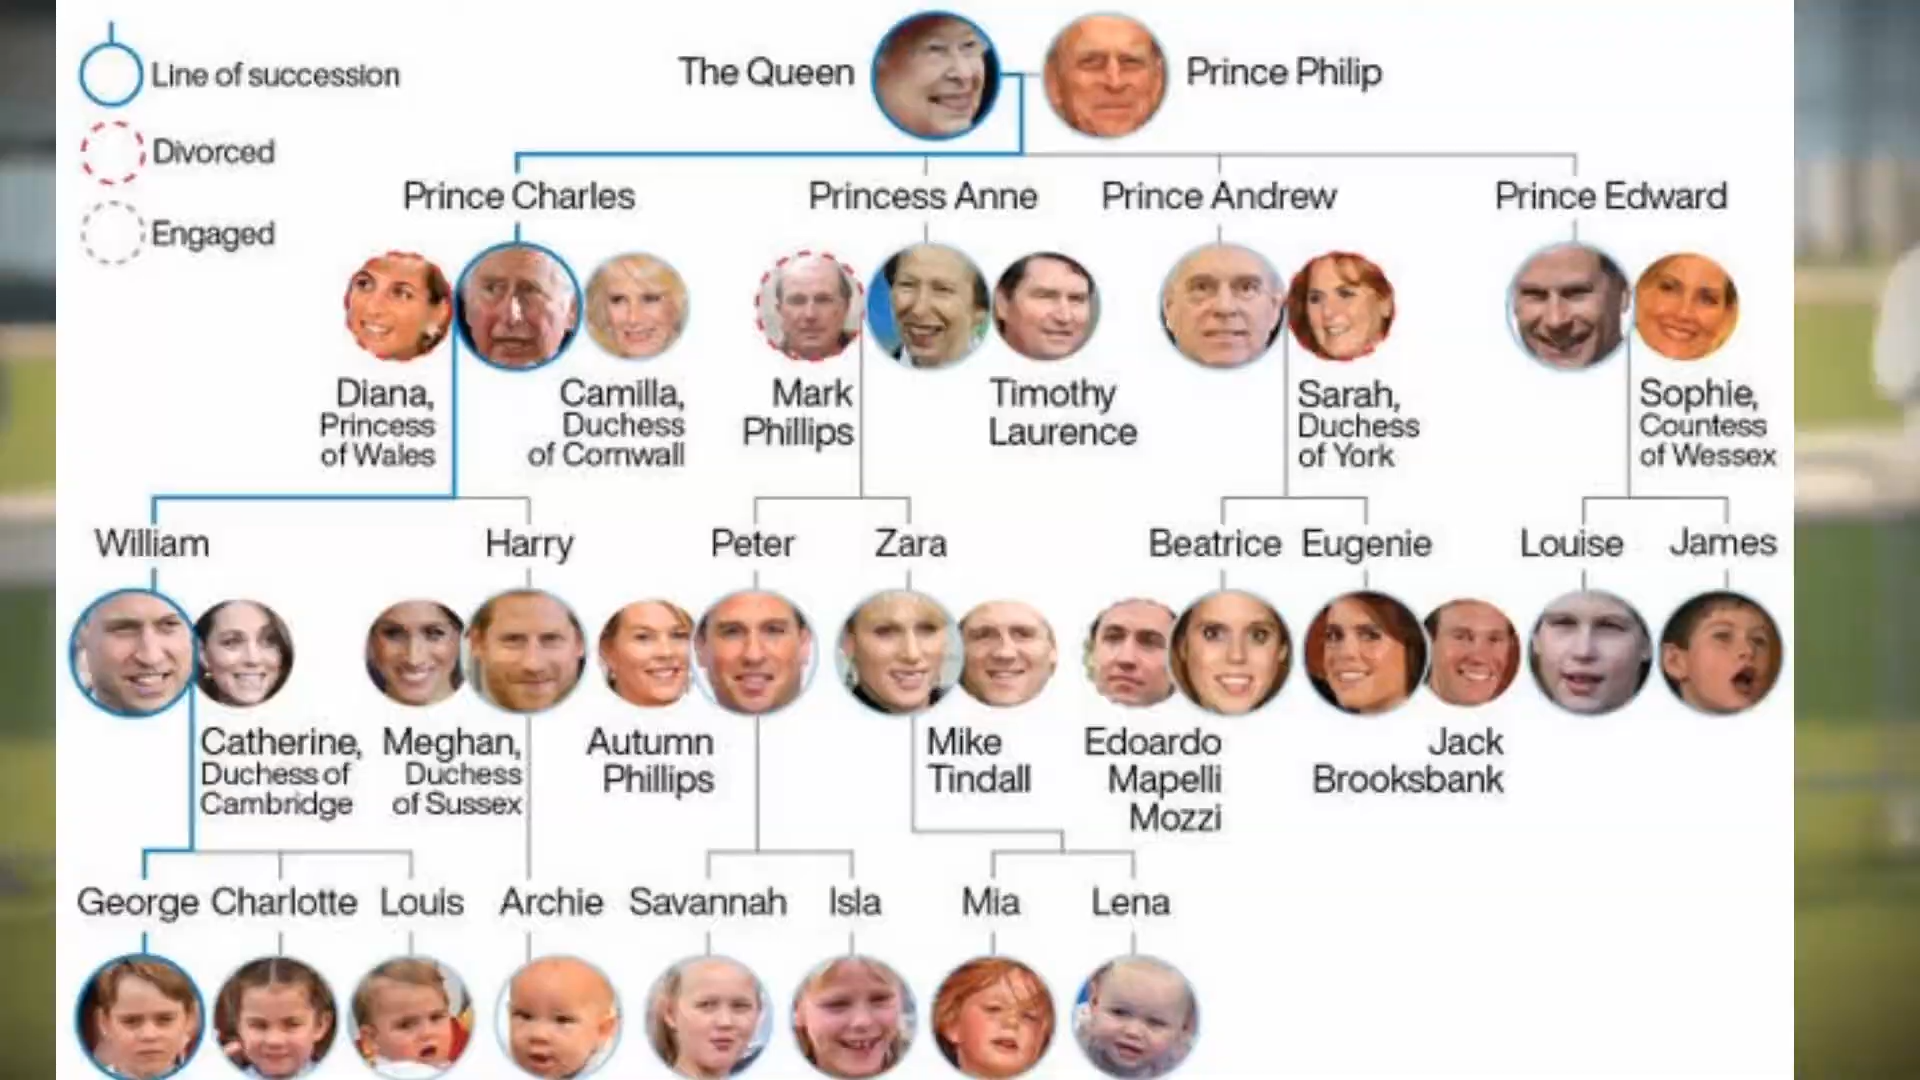 Line of succession
Divorced
Engaged
The Queen
Prince Philip
Prince Charles
Princess Anne
Prince Andrew
Prince Edward
Diana,
Princess
of Wales
Camilla,
Duchess
of Cornwall
Mark
Phillips
Timothy
Laurence
Sarah,
Duchess
of York
Sophie,
Countess
of Wessex
William
Harry
Peter
Zara
Beatrice
Eugenie
Louise
James
Catherine,
Duchess of
Cambridge
Meghan,
Duchess
of Sussex
Autumn
Phillips
Mike
Tindall
Edoardo
Mapelli
Mozzi
Jack
Brooksbank
George
Charlotte
Louis
Archie
Savannah
Isla
Mia
Lena